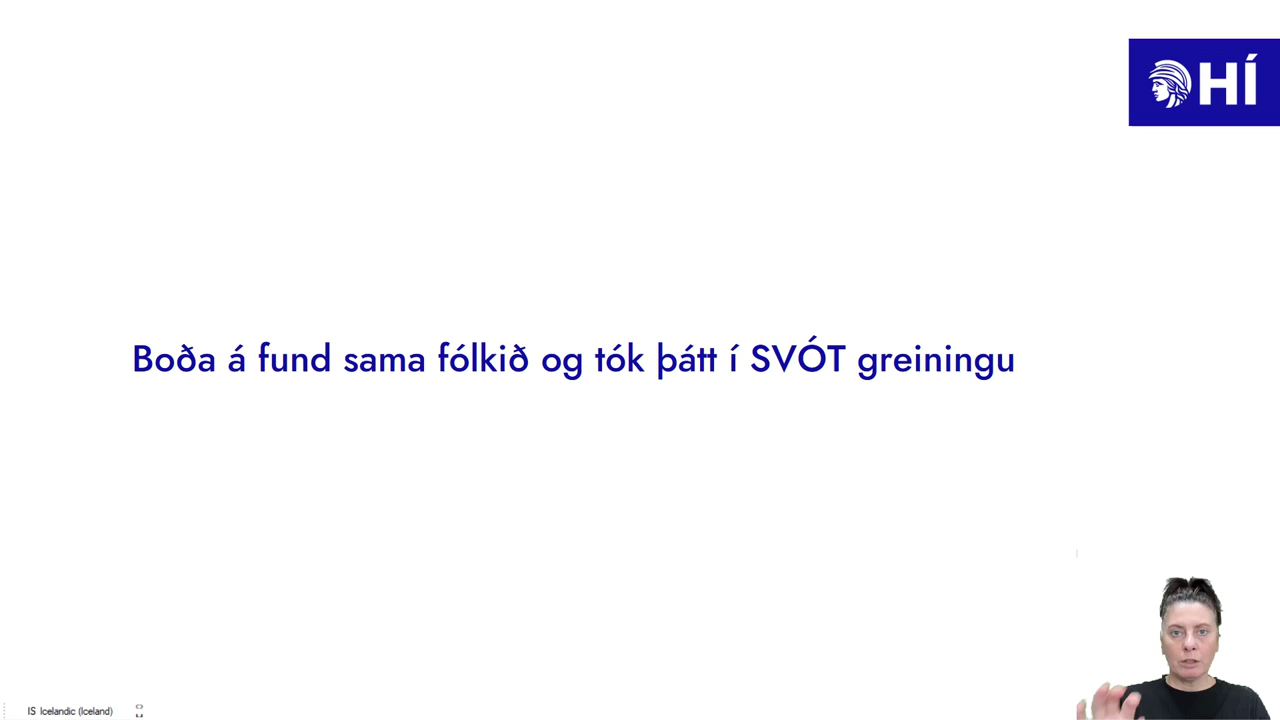 HÍ
Boða á fund sama fólkið og tók þátt í SVÓT greiningu
IS Icelandic (Iceland)